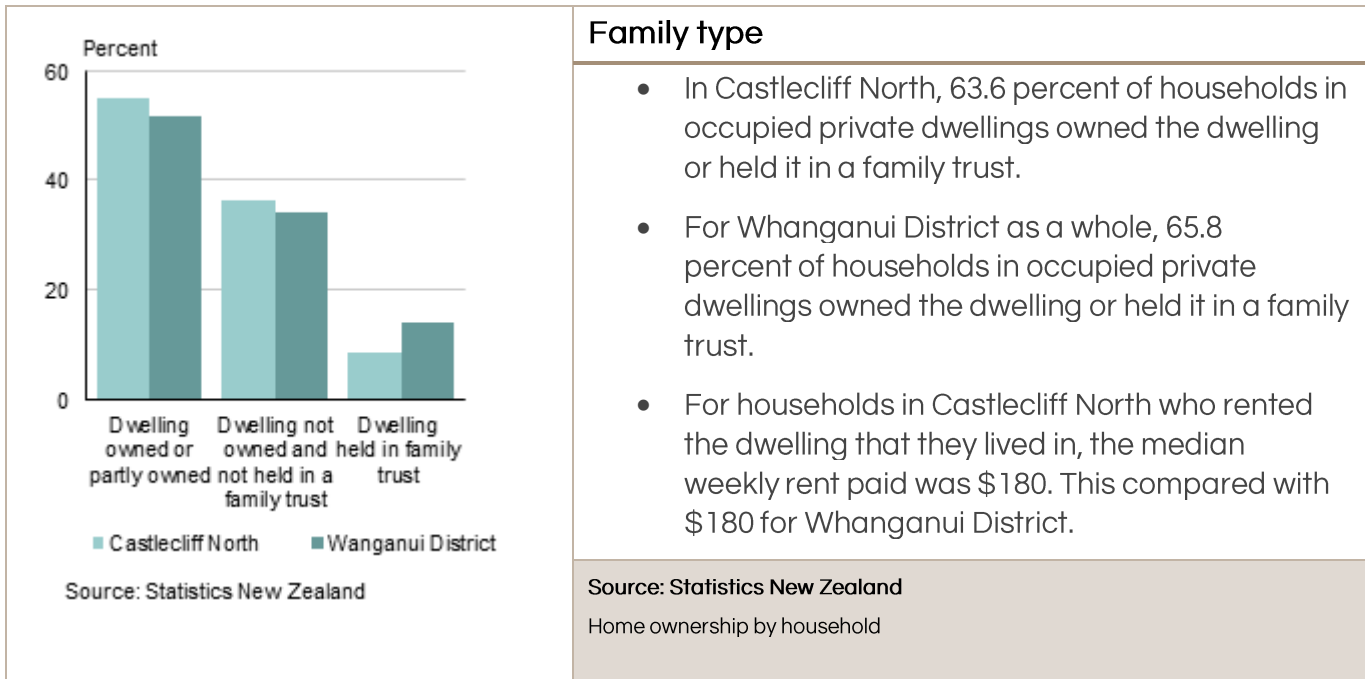 Percent
60
40
20
0
Dwelling owned or partly owned
Dwelling not owned and not held in a family trust
Dwelling held in family trust
Castlecliff North
Wanganui District
Source: Statistics New Zealand
Family type
• In Castlecliff North, 63.6 percent of households in
occupied private dwellings owned the dwelling
or held it in a family trust.
• For Whanganui District as a whole, 65.8
percent of households in occupied private
dwellings owned the dwelling or held it in a family
trust.
• For households in Castlecliff North who rented
the dwelling that they lived in, the median
weekly rent paid was $180. This compared with
$180 for Whanganui District.
Source: Statistics New Zealand
Home ownership by household